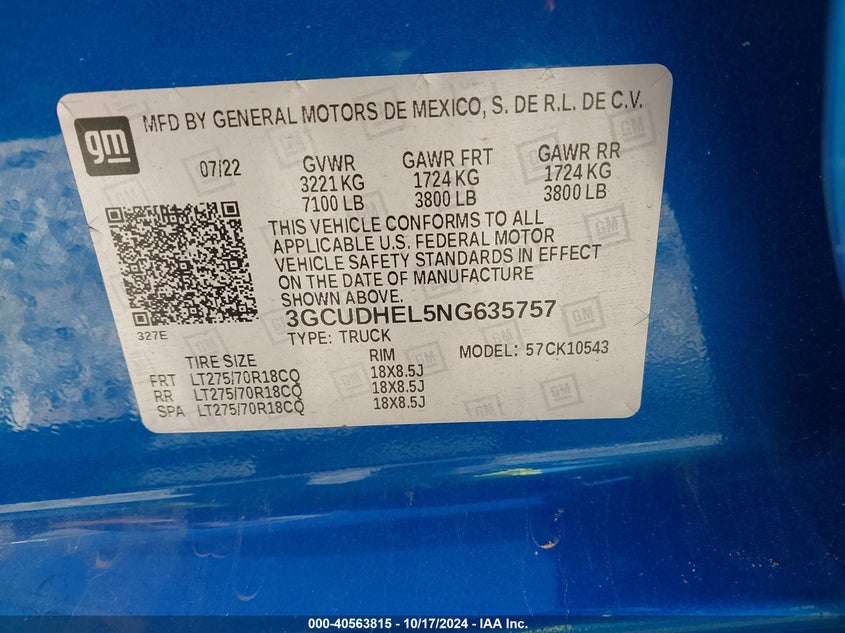 gm
MFD BY GENERAL MOTORS DE MEXICO, S. DE R.L. DE C.V.
07/22 GVWR GAWR FRT GAWR RR
3221 KG 1724 KG 1724 KG
7100 LB 3800 LB 3800 LB
THIS VEHICLE CONFORMS TO ALL
APPLICABLE U.S. FEDERAL MOTOR
VEHICLE SAFETY STANDARDS IN EFFECT
ON THE DATE OF MANUFACTURE
SHOWN ABOVE.
3GCUDHEL5NG635757
327E
TYPE: TRUCK MODEL: 57CK10543
TIRE SIZE RIM
FRT LT275/70R18CQ 18X8.5J
RR LT275/70R18CQ 18X8.5J
SPA LT275/70R18CQ 18X8.5J
000-40563815 - 10/17/2024 - IAA Inc.